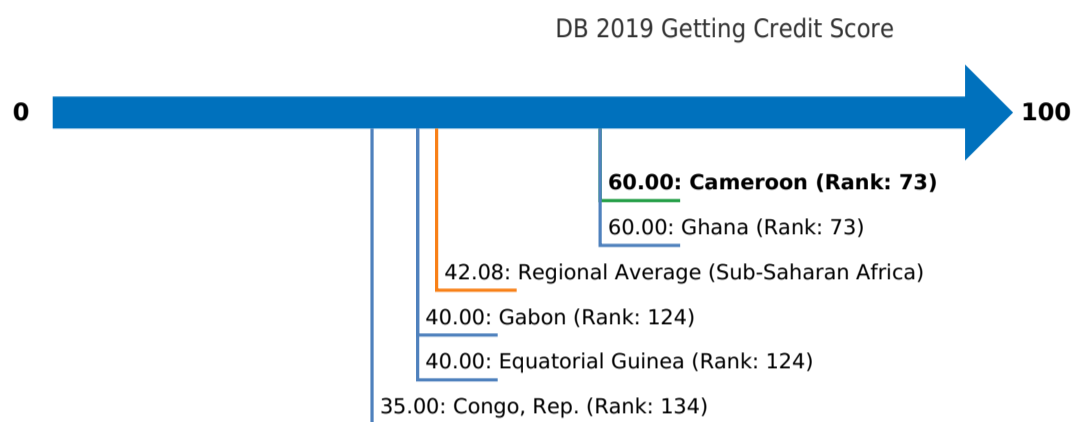 DB 2019 Getting Credit Score
0
100
60.00: Cameroon (Rank: 73)
60.00: Ghana (Rank: 73)
42.08: Regional Average (Sub-Saharan Africa)
40.00: Gabon (Rank: 124)
40.00: Equatorial Guinea (Rank: 124)
35.00: Congo, Rep. (Rank: 134)